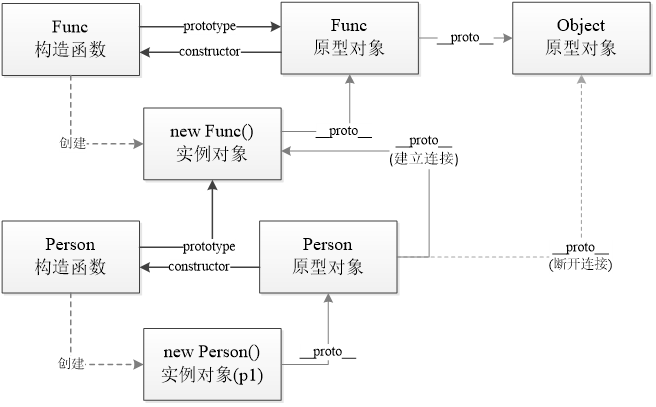 Func
构造函数
prototype
constructor
Func
原型对象
__proto__
Object
原型对象
创建
new Func()
实例对象
__proto__
__proto__
(建立连接)
Person
构造函数
prototype
constructor
Person
原型对象
__proto__
(断开连接)
创建
new Person()
实例对象(p1)
__proto__